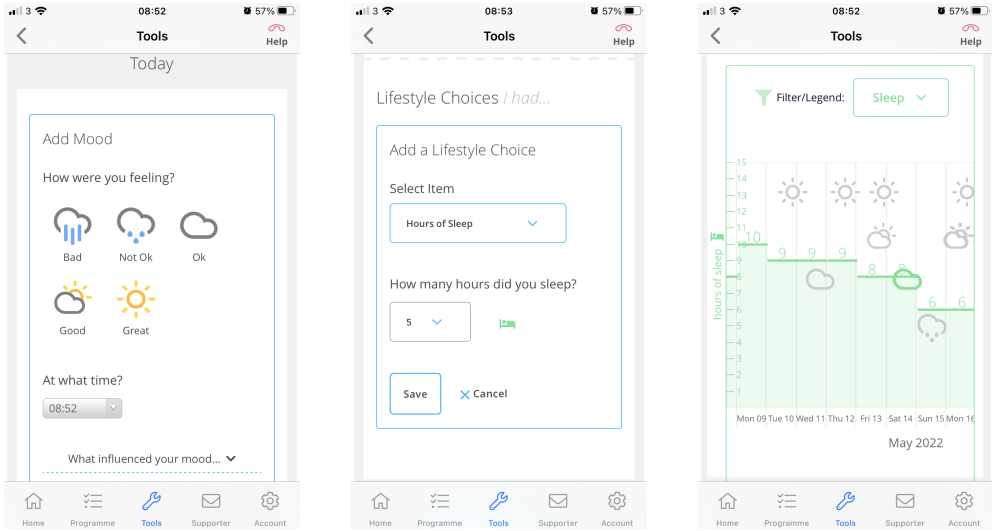 3
08:52
57%
Tools
Help
Today
Add Mood
How were you feeling?
Bad
Not Ok
Ok
Good
Great
At what time?
08:52
What influenced your mood...
Home
Programme
Tools
Supporter
Account
3
08:53
57%
Tools
Help
Lifestyle Choices I had...
Add a Lifestyle Choice
Select Item
Hours of Sleep
How many hours did you sleep?
5
Save
Cancel
Home
Programme
Tools
Supporter
Account
3
08:52
57%
Tools
Help
Filter/Legend:
Sleep
15
14
13
12
11
10
9
8
7
6
5
4
3
2
1
hours of sleep
10
9
9
9
8
8
6
6
Mon 09 Tue 10 Wed 11 Thu 12 Fri 13 Sat 14 Sun 15 Mon 16
May 2022
Home
Programme
Tools
Supporter
Account